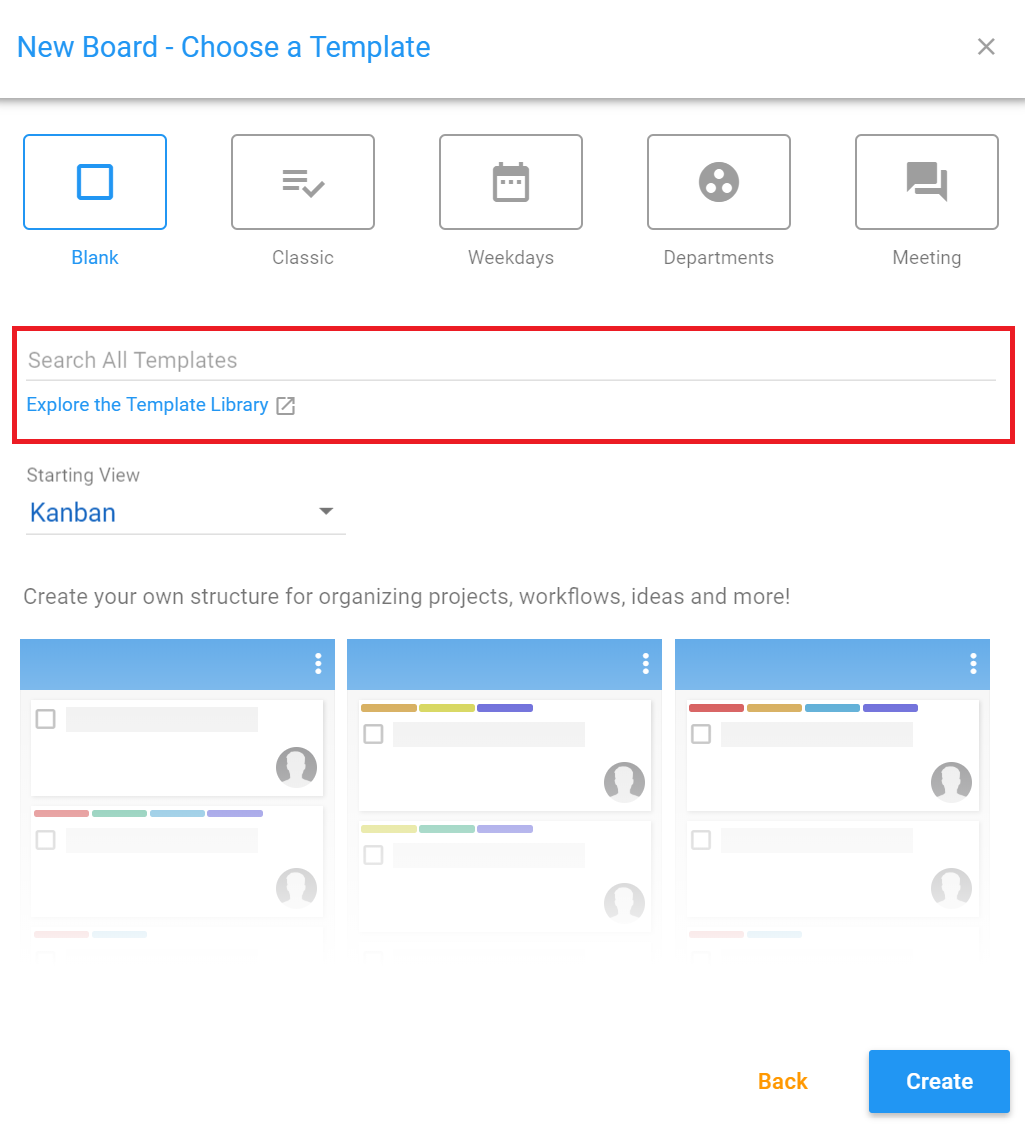 New Board - Choose a Template
Blank
Classic
Weekdays
Departments
Meeting
Search All Templates
Explore the Template Library
Starting View
Kanban
Create your own structure for organizing projects, workflows, ideas and more!
Back
Create